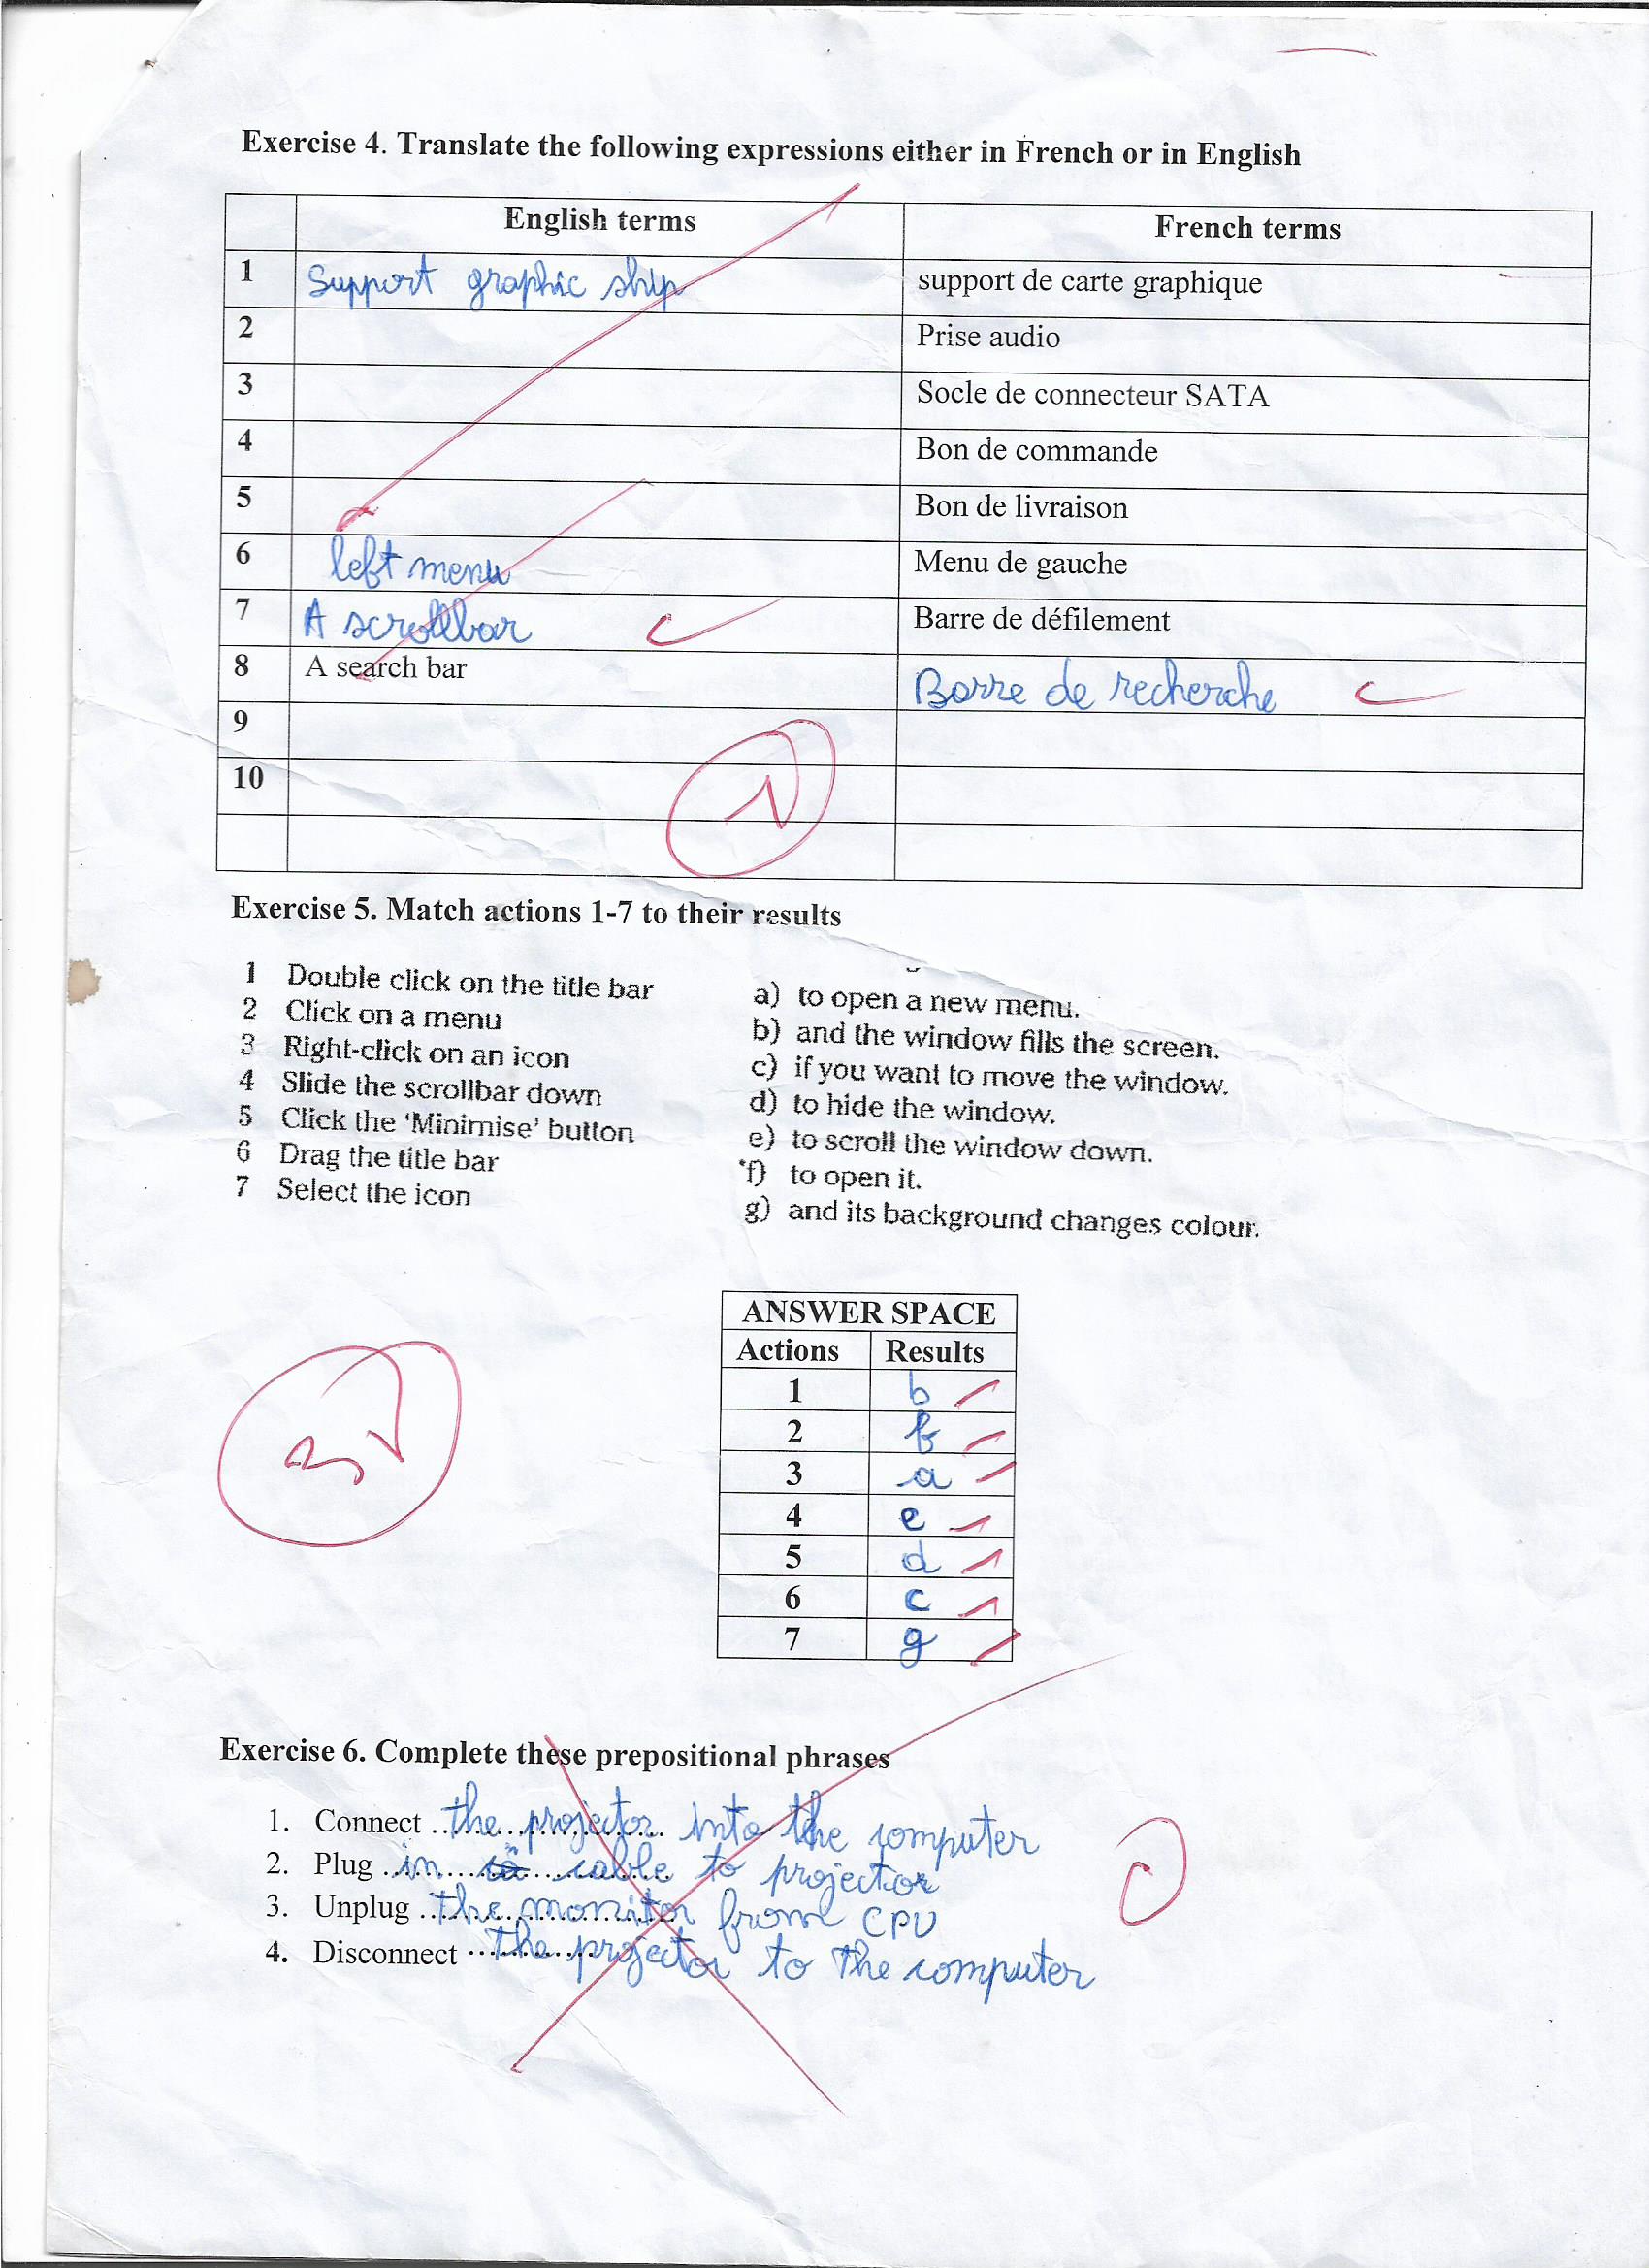 Exercise 4. Translate the following expressions either in French or in English
English terms French terms
1 Support graphic ship support de carte graphique
2 Prise audio
3 Socle de connecteur SATA
4 Bon de commande
5 Bon de livraison
6 left menu Menu de gauche
7 A scrollbar Barre de défilement
8 A search bar Barre de recherche
9
10
1
Exercise 5. Match actions 1-7 to their results
1 Double click on the title bar
2 Click on a menu
3 Right-click on an icon
4 Slide the scrollbar down
5 Click the ‘Minimise’ button
6 Drag the title bar
7 Select the icon
a) to open a new menu.
b) and the window fills the screen.
c) if you want to move the window.
d) to hide the window.
e) to scroll the window down.
f) to open it.
g) and its background changes colour.
ANSWER SPACE
Actions Results
1 b
2 f
3 a
4 e
5 d
6 c
7 g
Exercise 6. Complete these prepositional phrases
1. Connect the projector into the computer
2. Plug in cable to projector
3. Unplug the monitor from CPU
4. Disconnect the projector to the computer
0